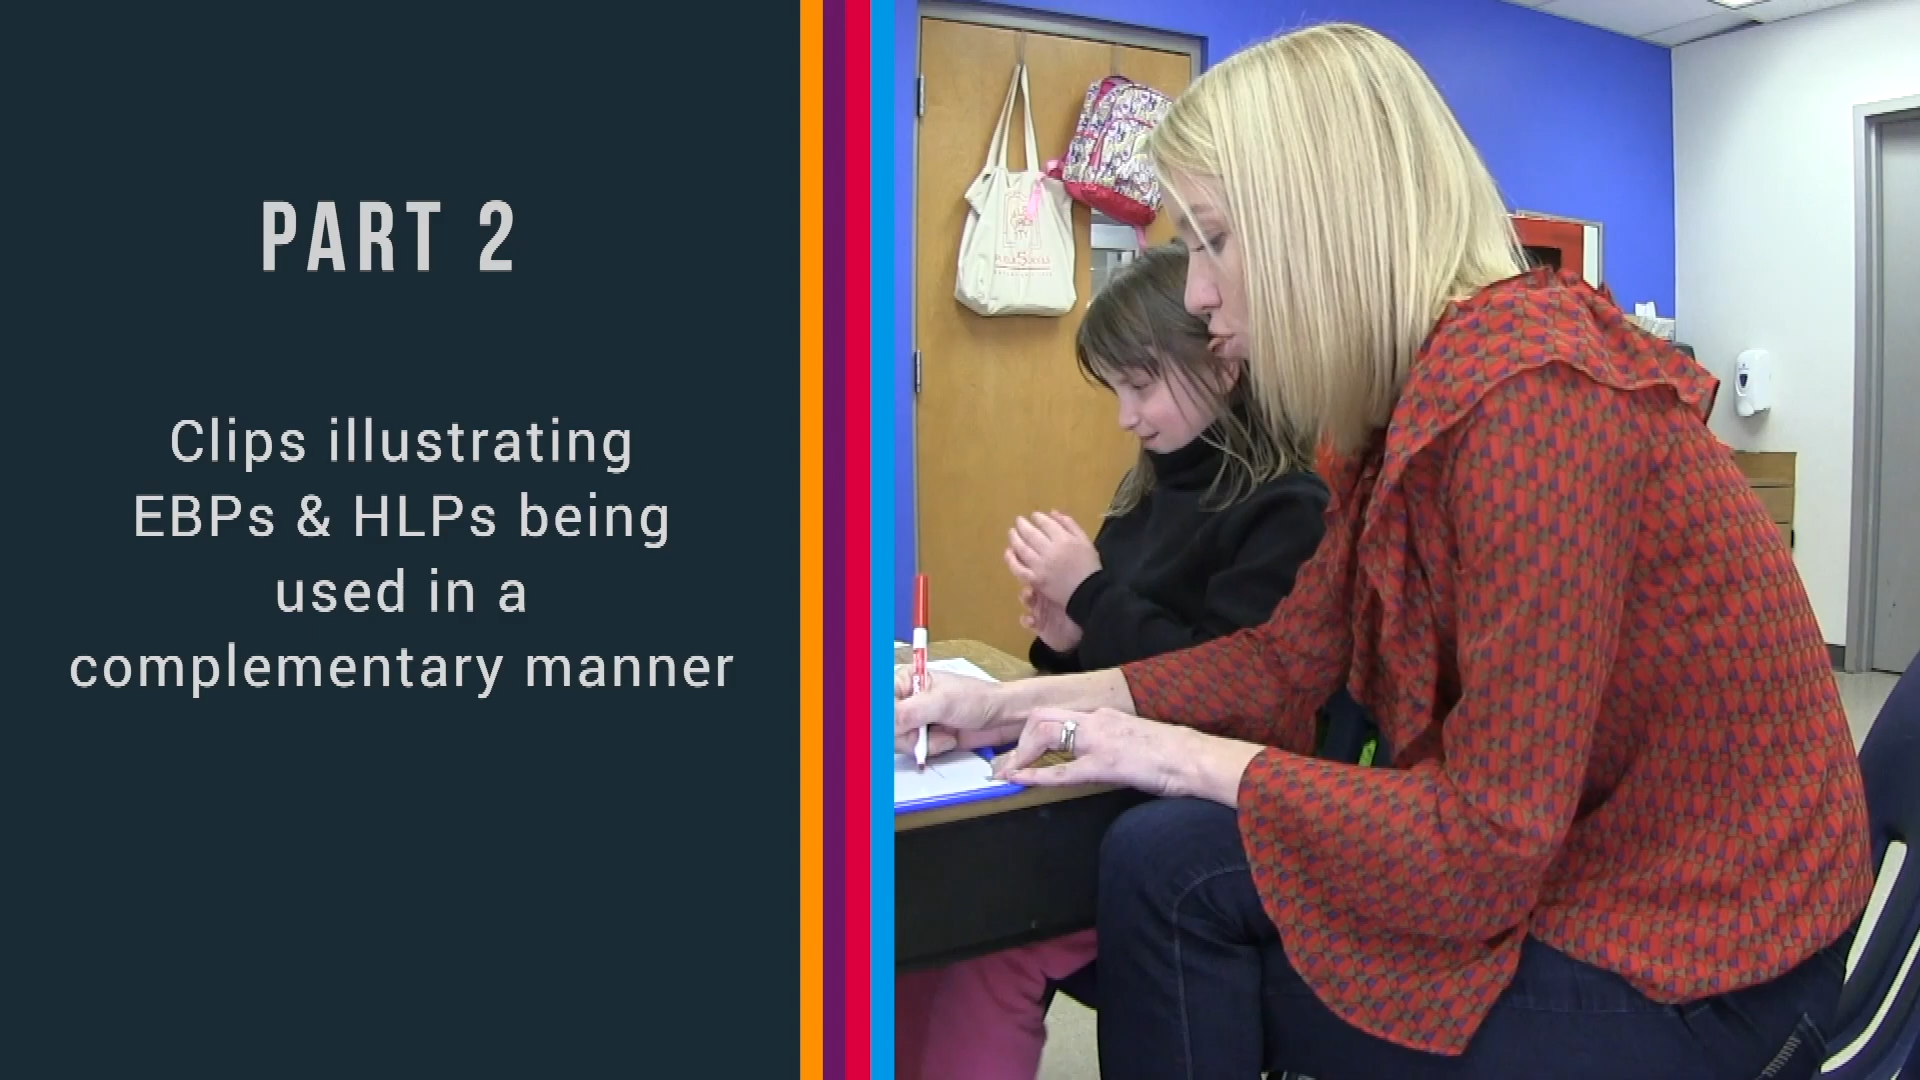 PART 2
Clips illustrating
EBPs & HLPs being
used in a
complementary manner